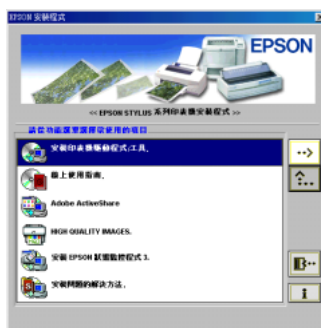 EPSON 安裝程式
EPSON
<< EPSON STYLUS 系列印表機安裝程式 >>
請從功能選單選擇欲使用的項目
安裝印表機驅動程式/工具.
線上使用指南.
Adobe ActiveShare
HIGH QUALITY IMAGES.
安裝 EPSON 狀態監控程式 3.
安裝問題的解決方法.